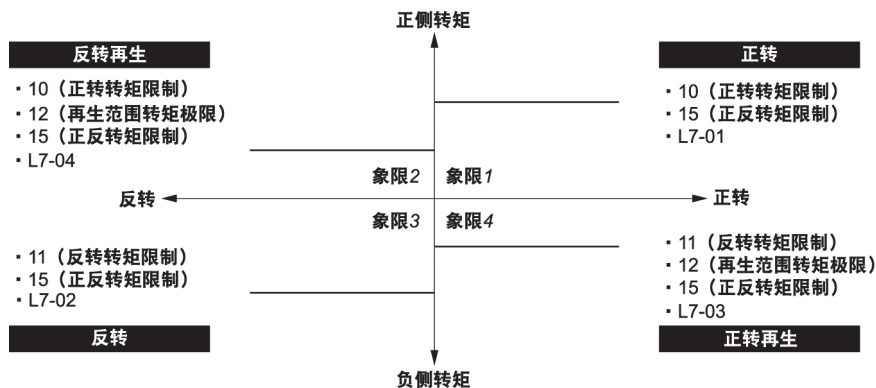 正侧转矩
反转再生
· 10（正转转矩限制）
· 12（再生范围转矩极限）
· 15（正反转矩限制）
· L7-04
正转
· 10（正转转矩限制）
· 15（正反转矩限制）
· L7-01
象限2
象限1
反转
正转
象限3
象限4
· 11（反转转矩限制）
· 15（正反转矩限制）
· L7-02
反转
· 11（反转转矩限制）
· 12（再生范围转矩极限）
· 15（正反转矩限制）
· L7-03
正转再生
负侧转矩